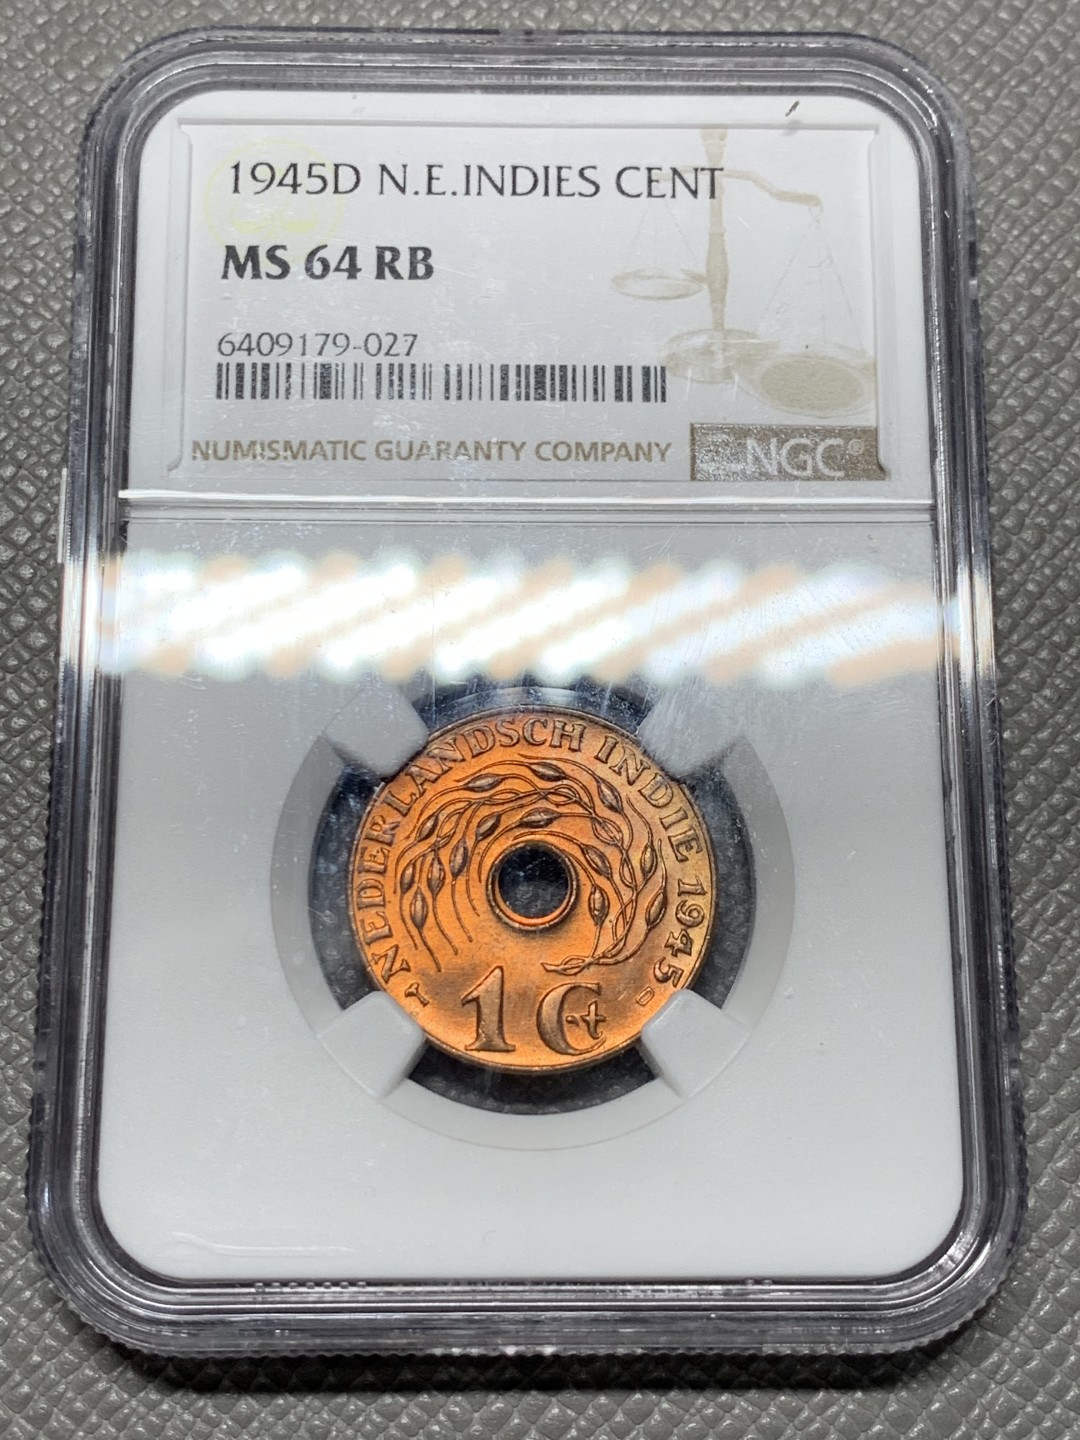 1945D N.E.INDIES CENT
MS 64 RB
6409179-027
NUMISMATIC GUARANTY COMPANY
NGC®
NEDERLANDSCH INDIE 1945
1 Ct
D